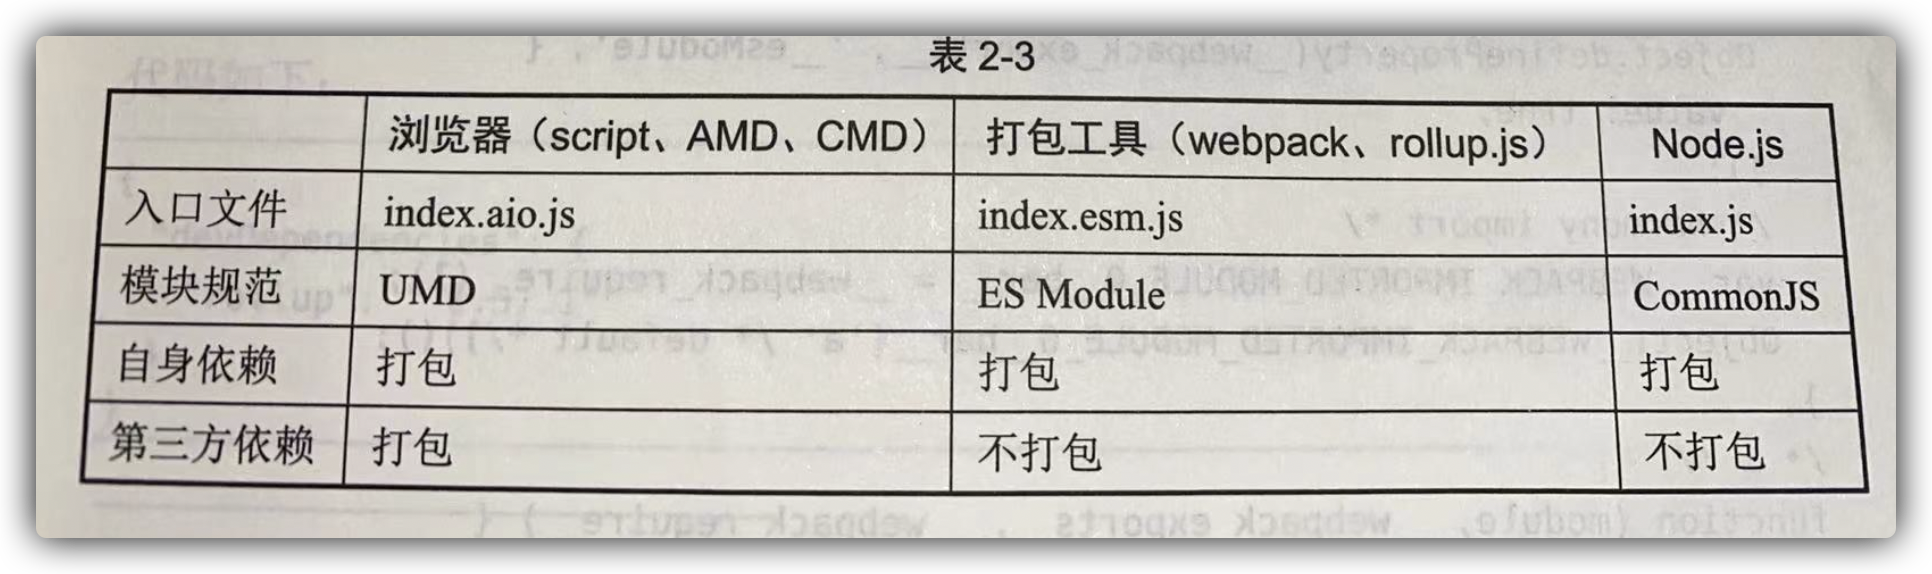 表 2-3
浏览器（script、AMD、CMD） 打包工具（webpack、rollup.js） Node.js
入口文件 index.aio.js index.esm.js index.js
模块规范 UMD ES Module CommonJS
自身依赖 打包 打包 打包
第三方依赖 打包 不打包 不打包